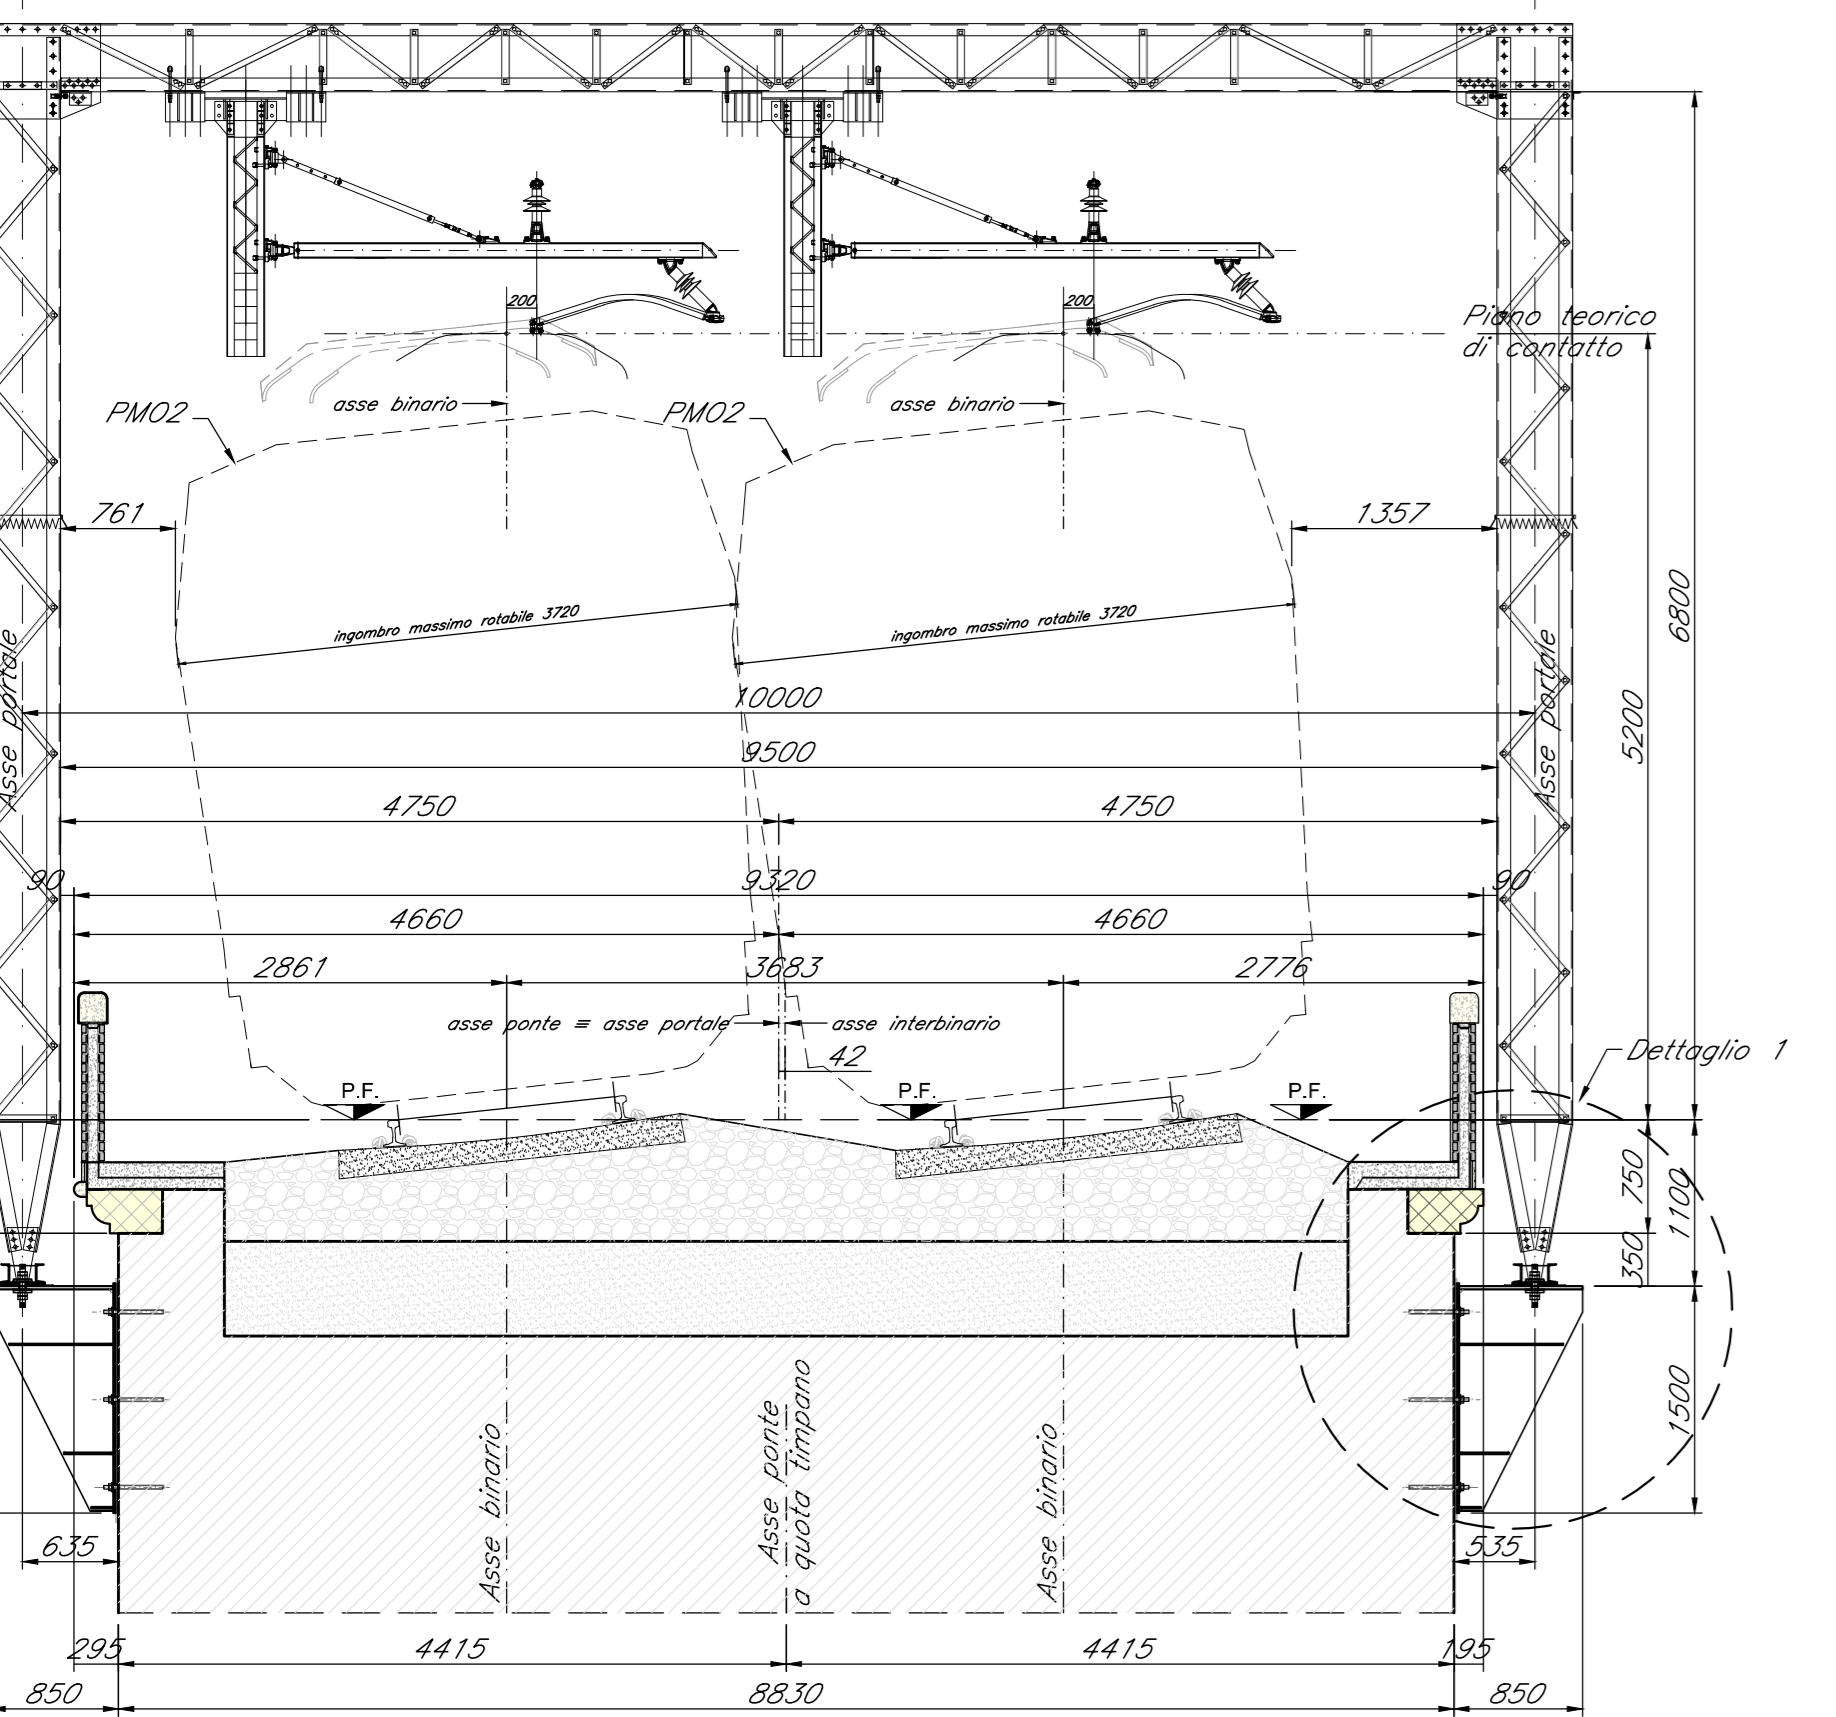 200
200
Piano teorico
di contatto
PMO2
asse binario
PMO2
asse binario
761
1357
ingombro massimo rotabile 3720
ingombro massimo rotabile 3720
6800
Asse portale
Asse portale
10000
5200
9500
4750
4750
90
9320
90
4660
4660
2861
3683
2776
asse ponte ≡ asse portale
asse interbinario
42
Dettaglio 1
P.F.
P.F.
P.F.
750
1100
350
1500
Asse binario
Asse ponte
a quota timpano
Asse binario
635
535
295
4415
4415
195
850
8830
850